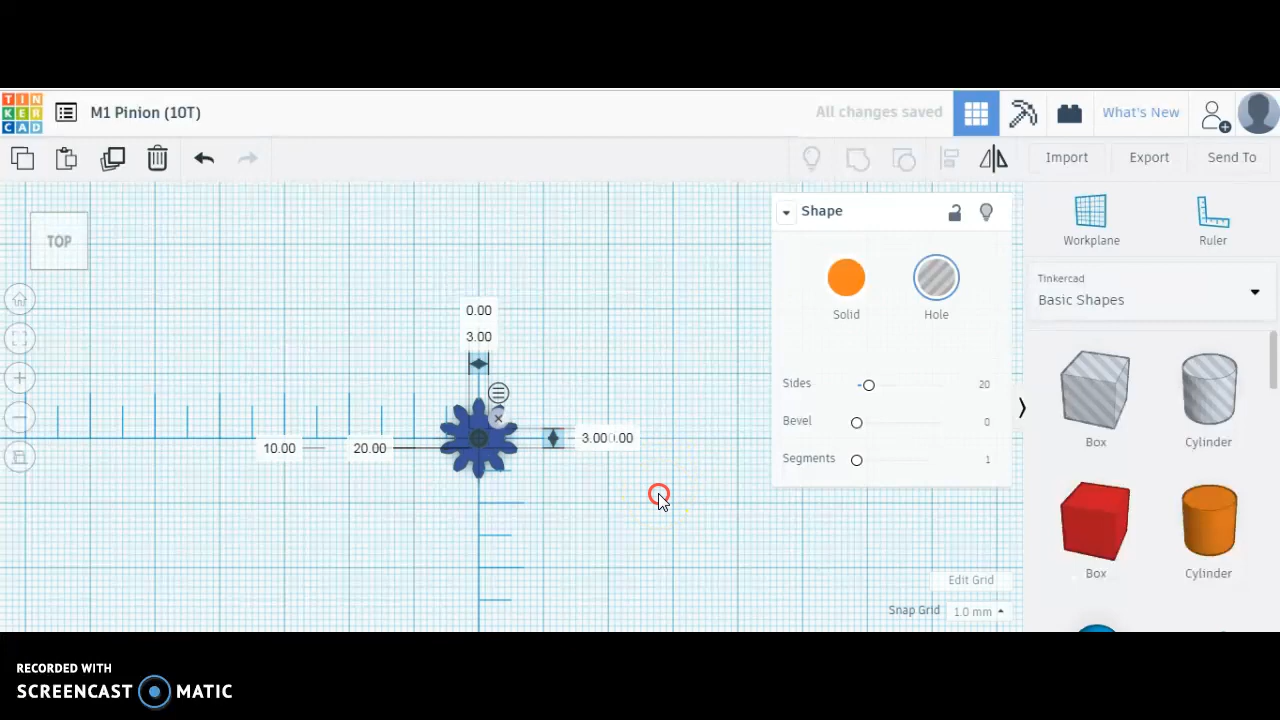 TIN
KER
CAD
M1 Pinion (10T)
All changes saved
What's New
Import
Export
Send To
TOP
Shape
Solid
Hole
Sides
20
Bevel
0
Segments
1
Workplane
Ruler
Tinkercad
Basic Shapes
Box
Cylinder
Box
Cylinder
0.00
3.00
10.00
20.00
3.00
0.00
Edit Grid
Snap Grid
1.0 mm
RECORDED WITH
SCREENCAST MATIC